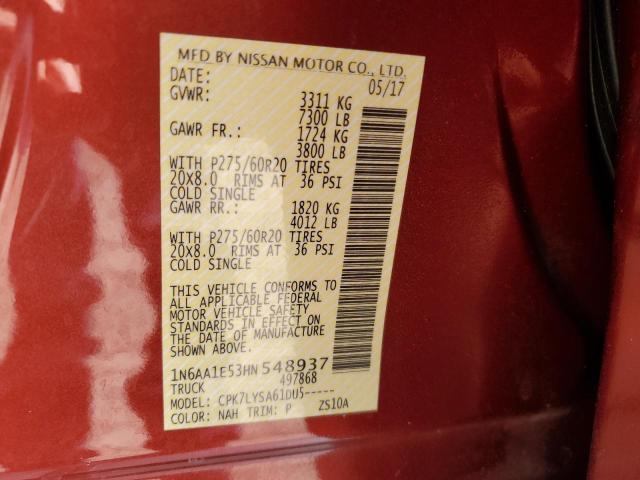 MFD BY NISSAN MOTOR CO., LTD.
DATE: 05/17
GVWR: 3311 KG
7300 LB
GAWR FR.: 1724 KG
3800 LB
WITH P275/60R20 TIRES
20X8.0 RIMS AT 36 PSI
COLD SINGLE
GAWR RR.: 1820 KG
4012 LB
WITH P275/60R20 TIRES
20X8.0 RIMS AT 36 PSI
COLD SINGLE
THIS VEHICLE CONFORMS TO
ALL APPLICABLE FEDERAL
MOTOR VEHICLE SAFETY
STANDARDS IN EFFECT ON
THE DATE OF MANUFACTURE
SHOWN ABOVE.
1N6AA1E53HN548937
TRUCK 497868
MODEL: CPK7LYSA61DU5-----
COLOR: NAH TRIM: P ZS10A